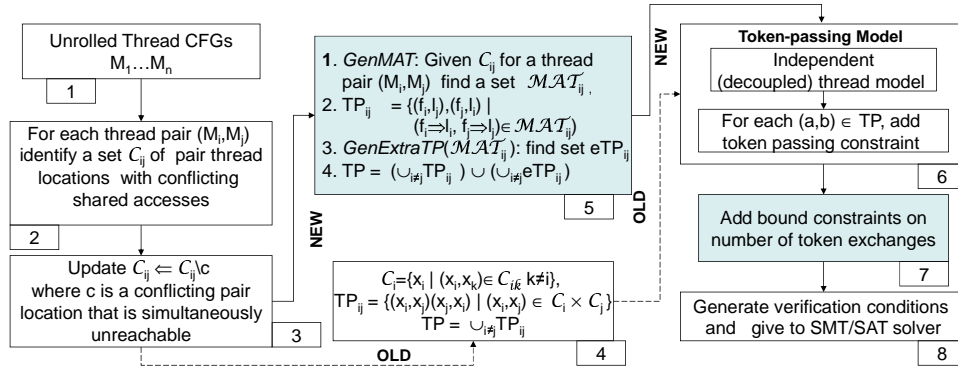 Unrolled Thread CFGs
M₁…Mₙ
1
For each thread pair (Mᵢ,Mⱼ)
identify a set Cᵢⱼ of pair thread
locations with conflicting
shared accesses
2
Update Cᵢⱼ ⇐ Cᵢⱼ\c
where c is a conflicting pair
location that is simultaneously
unreachable
3
OLD
NEW
1. GenMAT: Given Cᵢⱼ for a thread
pair (Mᵢ,Mⱼ) find a set MATᵢⱼ ,
2. TPᵢⱼ = {(fᵢ,lⱼ),(fⱼ,lᵢ) |
(fᵢ⇒lᵢ, fⱼ⇒lⱼ)∈ MATᵢⱼ)
3. GenExtraTP(MATᵢⱼ): find set eTPᵢⱼ
4. TP = (∪ᵢ≠ⱼTPᵢⱼ ) ∪ (∪ᵢ≠ⱼeTPᵢⱼ)
5
Cᵢ={xᵢ | (xᵢ,xₖ)∈ Cᵢₖ k≠i},
TPᵢⱼ = {(xᵢ,xⱼ)(xⱼ,xᵢ) | (xᵢ,xⱼ) ∈ Cᵢ × Cⱼ}
TP = ∪ᵢ≠ⱼTPᵢⱼ
4
NEW
OLD
Token-passing Model
Independent
(decoupled) thread model
For each (a,b) ∈ TP, add
token passing constraint
6
Add bound constraints on
number of token exchanges
7
Generate verification conditions
and give to SMT/SAT solver
8